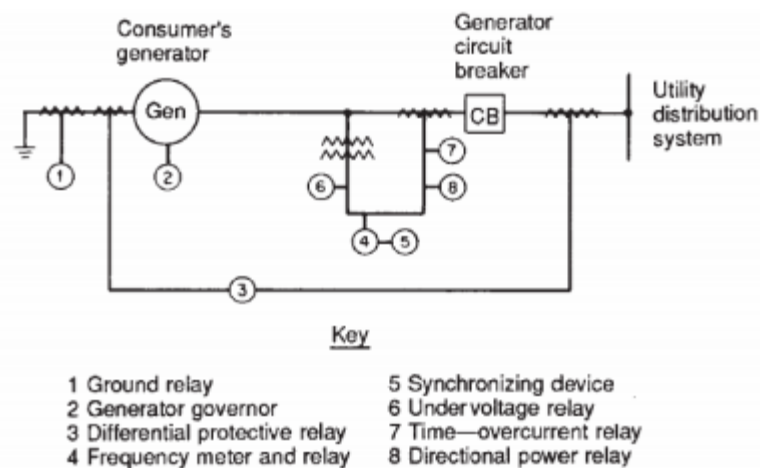 Consumer's
generator
Generator
circuit
breaker
Gen
CB
Utility
distribution
system
1
2
6
7
8
4
5
3
Key
1 Ground relay
2 Generator governor
3 Differential protective relay
4 Frequency meter and relay
5 Synchronizing device
6 Undervoltage relay
7 Time—overcurrent relay
8 Directional power relay